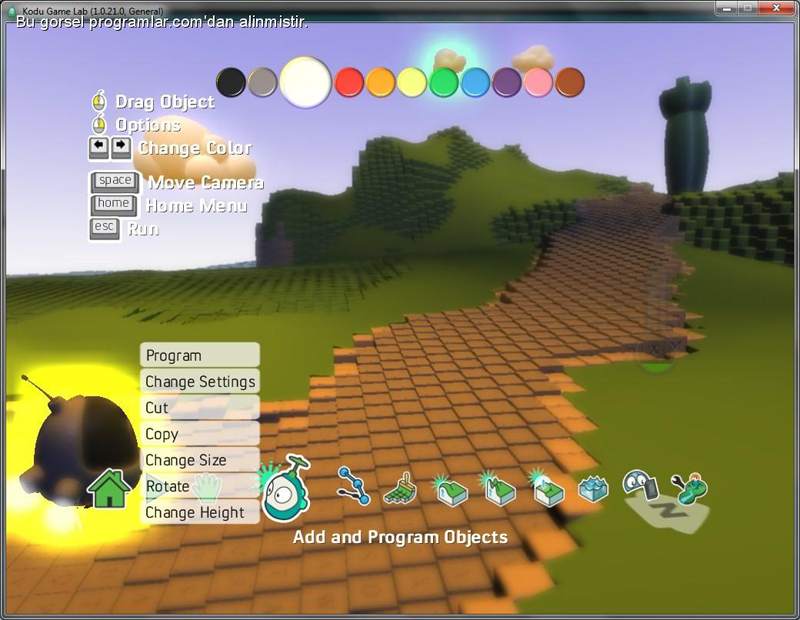 Kodu Game Lab (1.0.21.0, General)
Bu gorsel programlar.com'dan alinmistir.
Drag Object
Options
Change Color
space Move Camera
home Home Menu
esc Run
Program
Change Settings
Cut
Copy
Change Size
Rotate
Change Height
Add and Program Objects
N